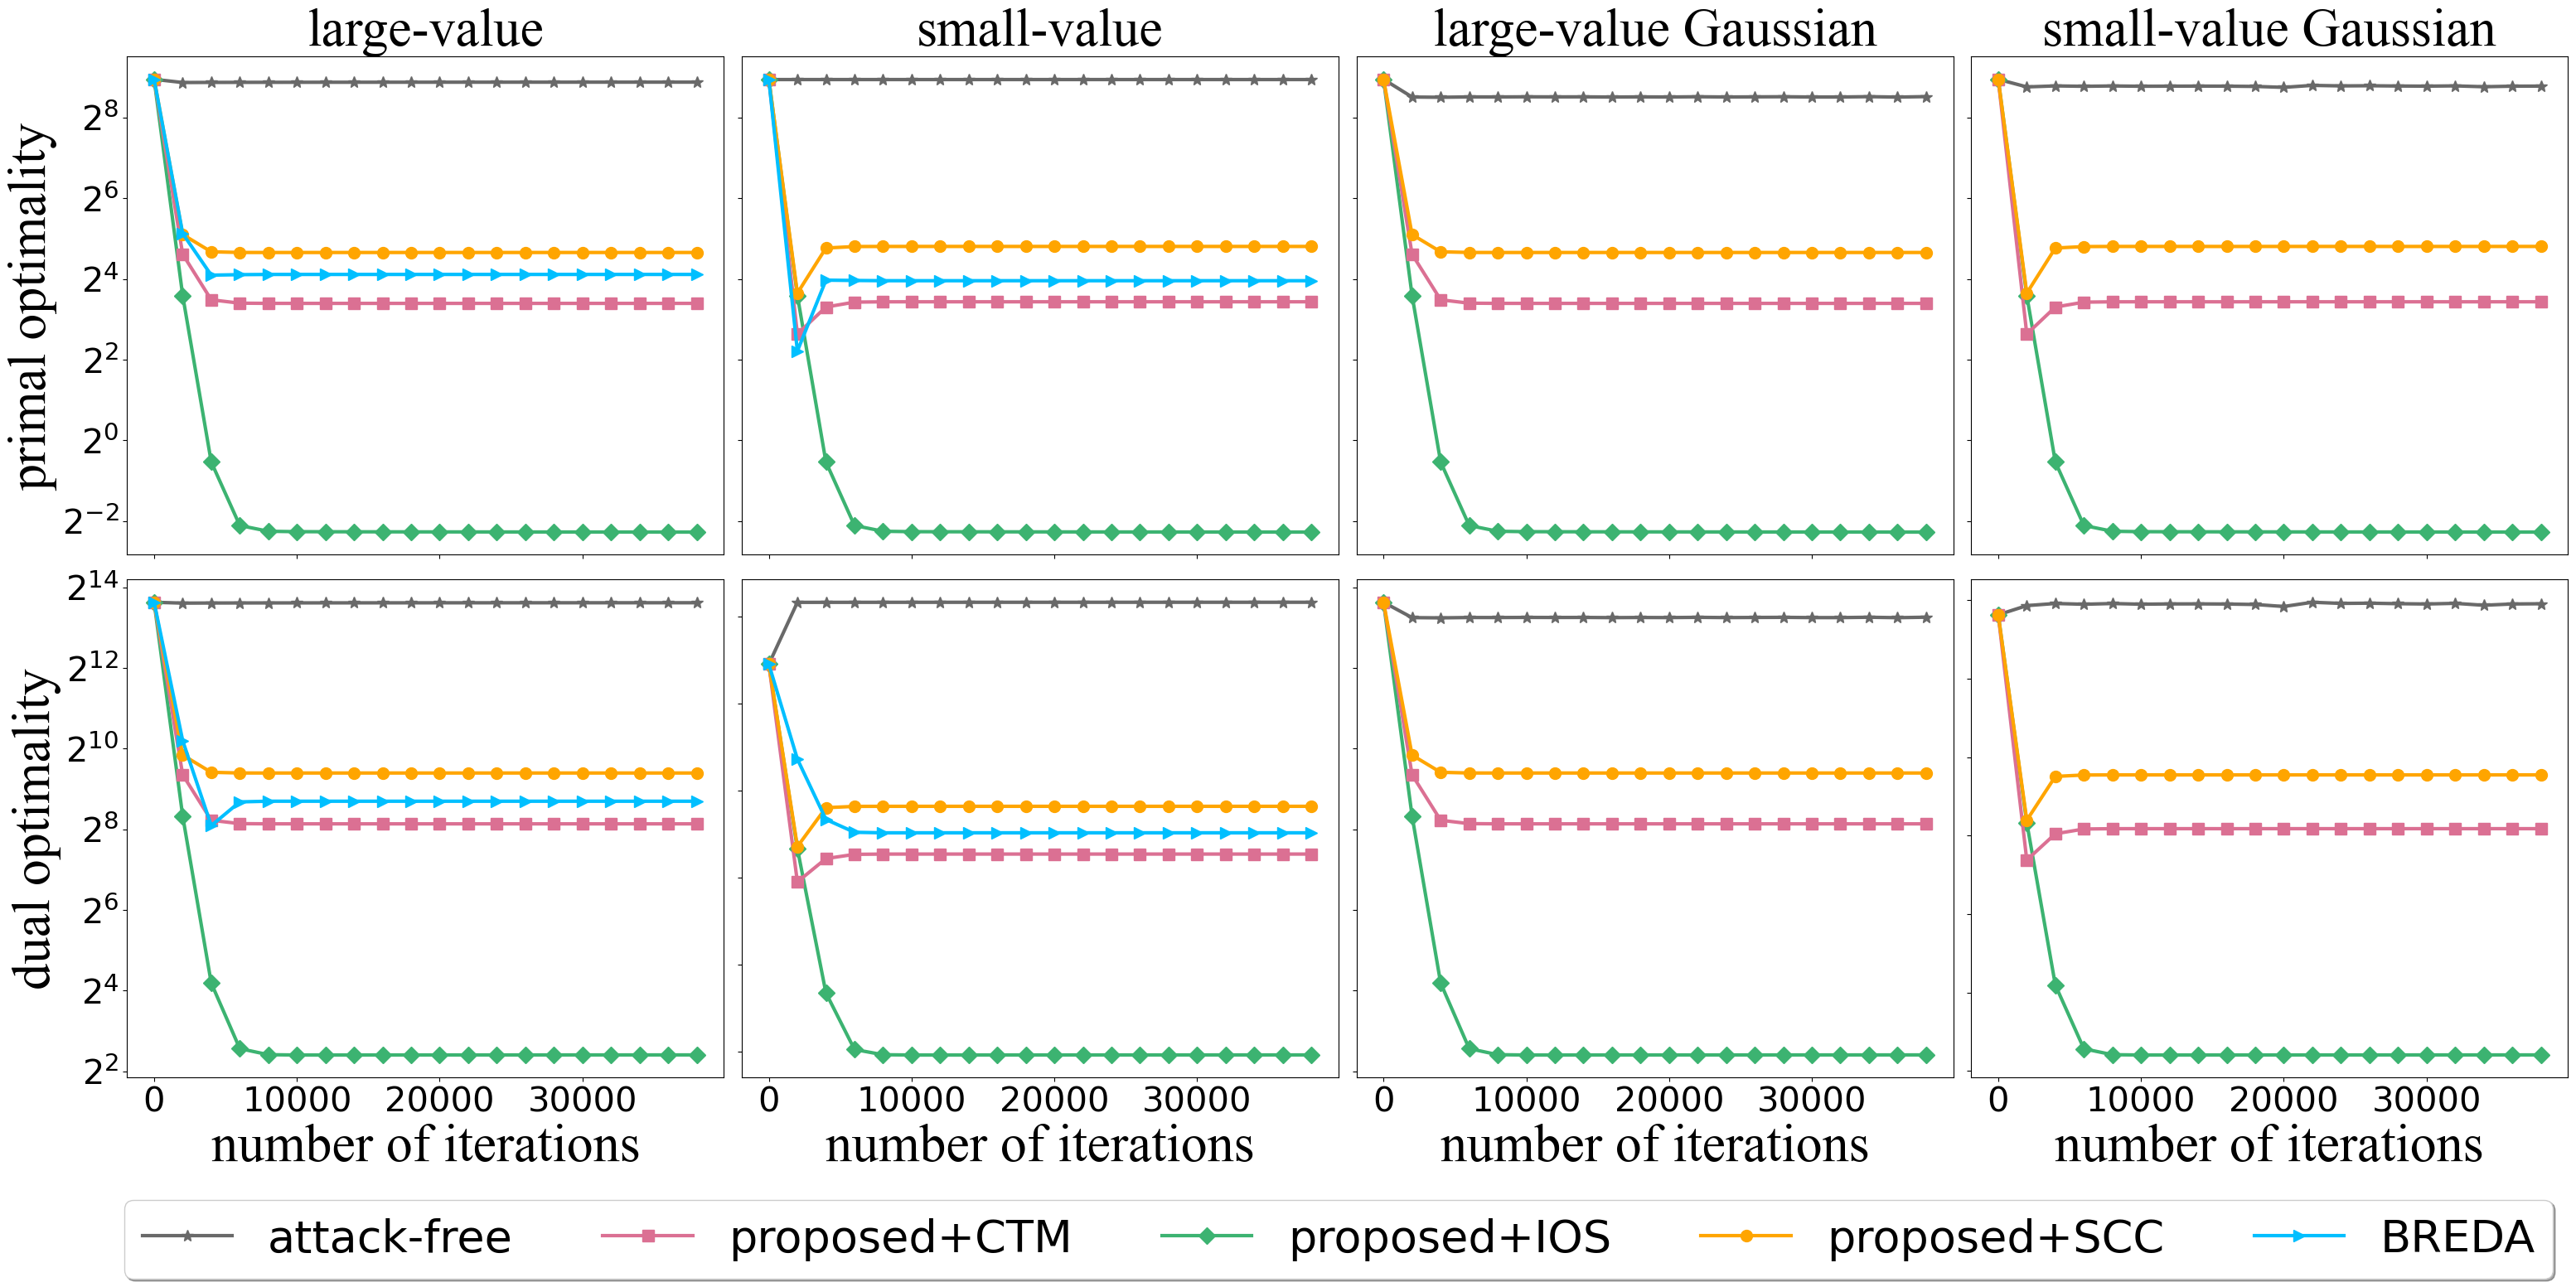 large-value small-value large-value Gaussian small-value Gaussian
primal optimality
2^8
2^6
2^4
2^2
2^0
2^−2
dual optimality
2^14
2^12
2^10
2^8
2^6
2^4
2^2
0 10000 20000 30000 0 10000 20000 30000 0 10000 20000 30000 0 10000 20000 30000
number of iterations number of iterations number of iterations number of iterations
attack-free proposed+CTM proposed+IOS proposed+SCC BREDA